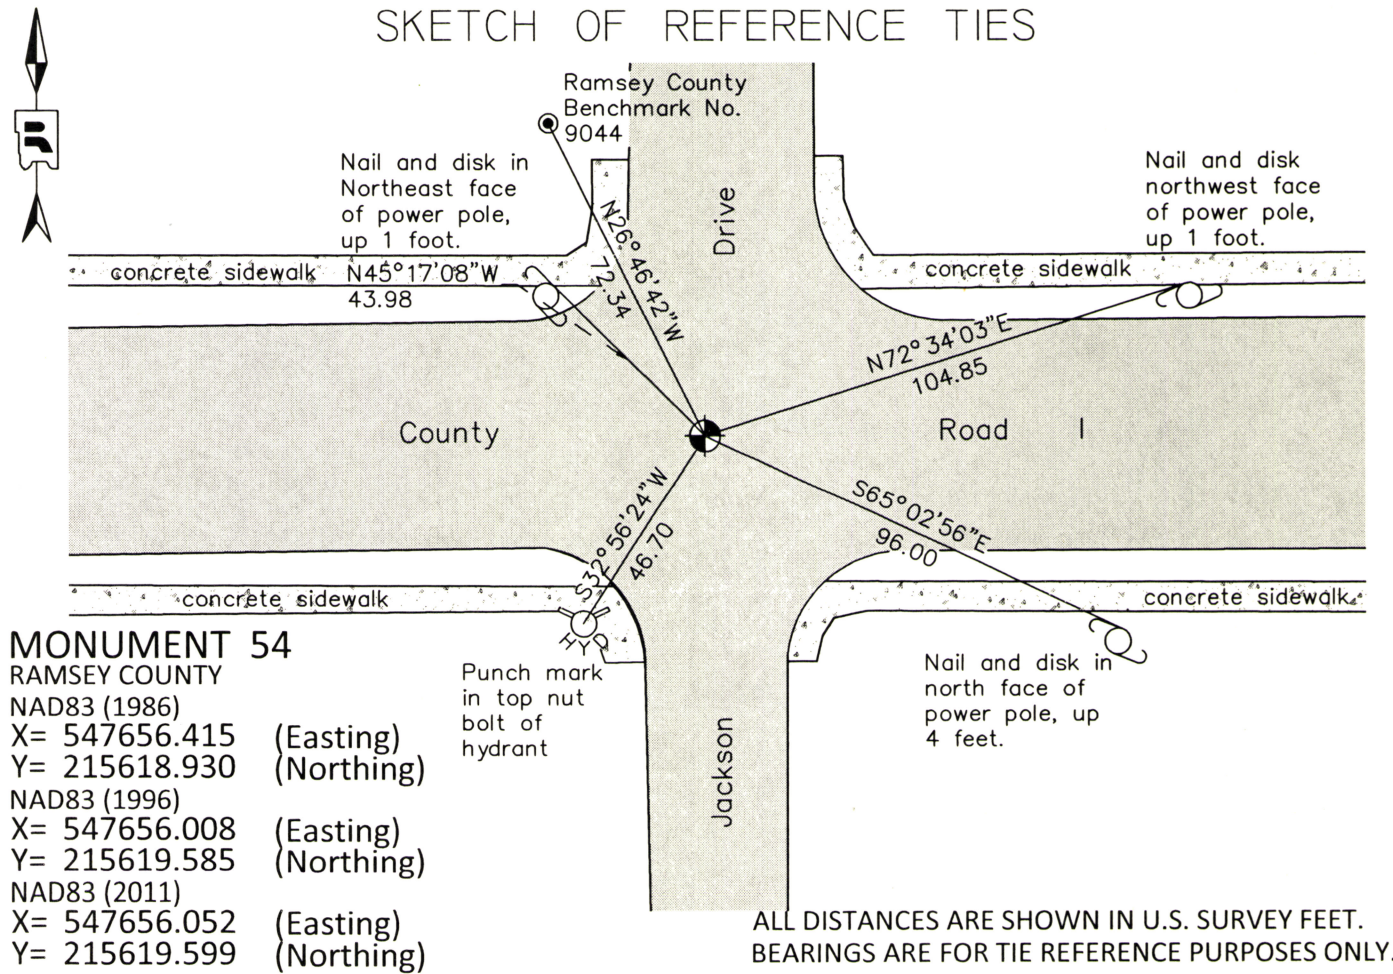 SKETCH OF REFERENCE TIES
Ramsey County
Benchmark No.
9044
Nail and disk in
Northeast face
of power pole,
up 1 foot.
Nail and disk
northwest face
of power pole,
up 1 foot.
Drive
N26°46'42"W
72.34
concrete sidewalk
N45°17'08"W
43.98
concrete sidewalk
N72°34'03"E
104.85
County
Road I
S65°02'56"E
96.00
S32°56'24"W
46.70
concrete sidewalk
concrete sidewalk
HYD
Punch mark
in top nut
bolt of
hydrant
Nail and disk in
north face of
power pole, up
4 feet.
Jackson
MONUMENT 54
RAMSEY COUNTY
NAD83 (1986)
X= 547656.415 (Easting)
Y= 215618.930 (Northing)
NAD83 (1996)
X= 547656.008 (Easting)
Y= 215619.585 (Northing)
NAD83 (2011)
X= 547656.052 (Easting)
Y= 215619.599 (Northing)
ALL DISTANCES ARE SHOWN IN U.S. SURVEY FEET.
BEARINGS ARE FOR TIE REFERENCE PURPOSES ONLY.